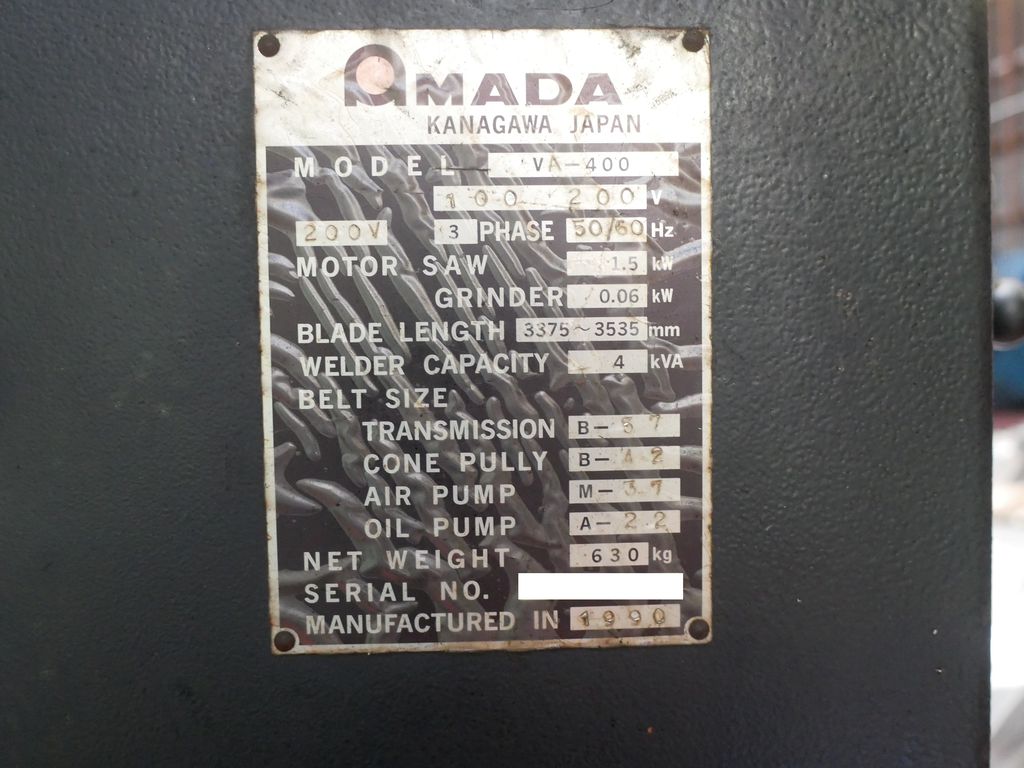 AMADA
KANAGAWA JAPAN
MODEL VA-400
100 200 V
200V 3 PHASE 50/60 Hz
MOTOR SAW 1.5 kW
GRINDER 0.06 kW
BLADE LENGTH 3375~3535 mm
WELDER CAPACITY 4 kVA
BELT SIZE
TRANSMISSION B-57
CONE PULLY B-42
AIR PUMP M-37
OIL PUMP A-22
NET WEIGHT 630 kg
SERIAL NO.
MANUFACTURED IN 1990